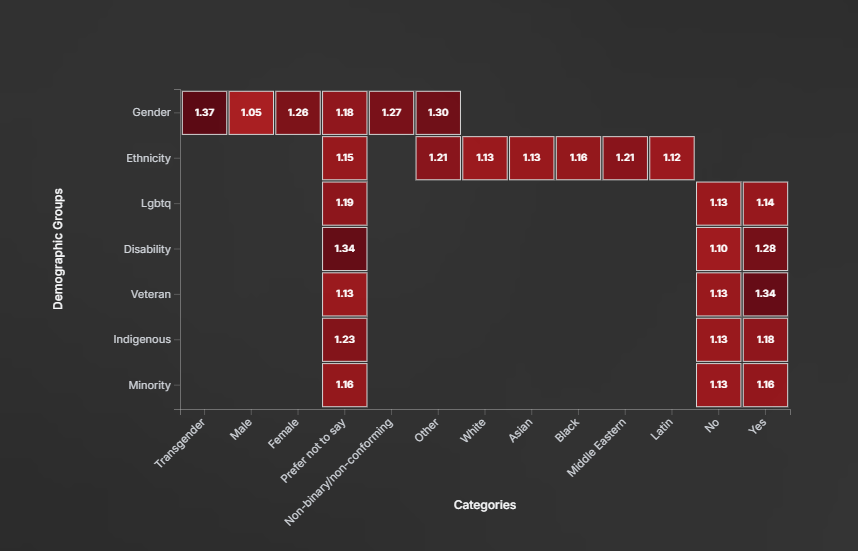 Gender 1.37 1.05 1.26 1.18 1.27 1.30
Ethnicity 1.15 1.21 1.13 1.13 1.16 1.21 1.12
Lgbtq 1.19 1.13 1.14
Disability 1.34 1.10 1.28
Veteran 1.13 1.13 1.34
Indigenous 1.23 1.13 1.18
Minority 1.16 1.13 1.16
Demographic Groups
Transgender
Male
Female
Prefer not to say
Non-binary/non-conforming
Other
White
Asian
Black
Middle Eastern
Latin
No
Yes
Categories